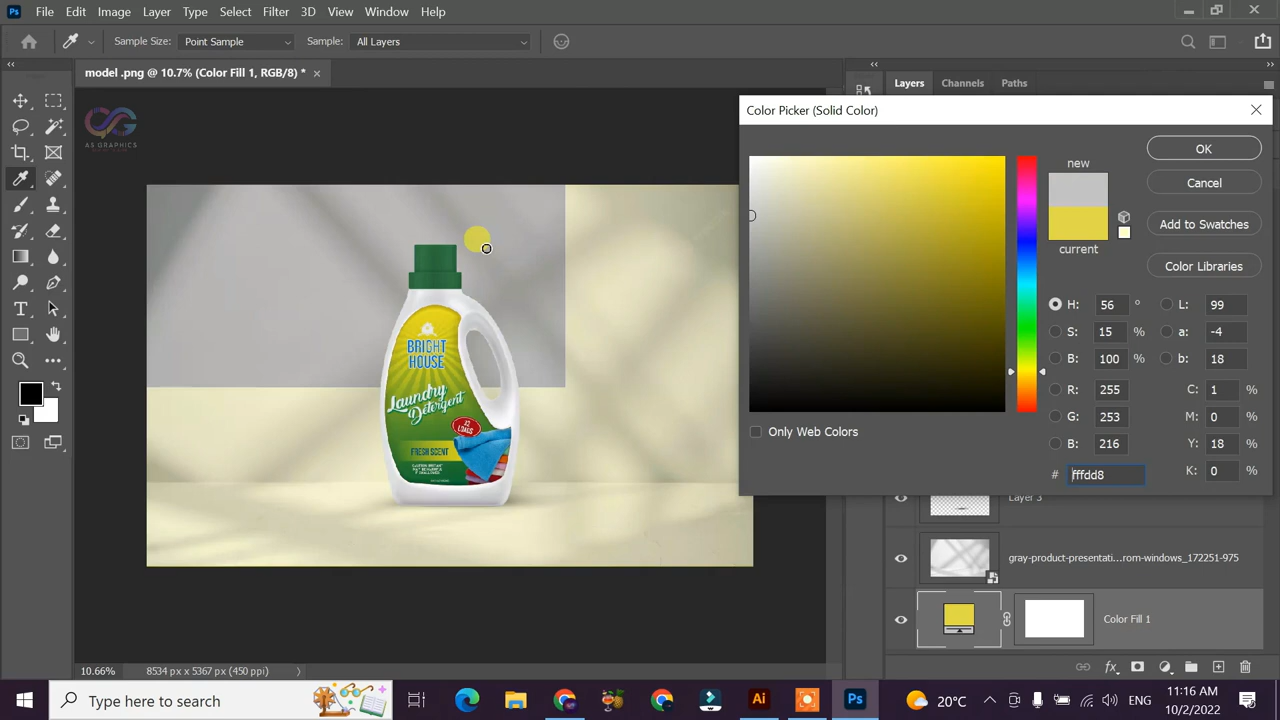 Ps File Edit Image Layer Type Select Filter 3D View Window Help
Sample Size: Point Sample Sample: All Layers
model .png @ 10.7% (Color Fill 1, RGB/8) * ×
Layers Channels Paths
AS GRAPHICS
Color Picker (Solid Color)
new
current
OK
Cancel
Add to Swatches
Color Libraries
H: 56 °
S: 15 %
B: 100 %
R: 255
G: 253
B: 216
L: 99
a: -4
b: 18
C: 1 %
M: 0 %
Y: 18 %
K: 0 %
# fffdd8
Only Web Colors
BRIGHT
HOUSE
Laundry
Detergent
LOADS
FRESH SCENT
Layer 3
gray-product-presentati...rom-windows_172251-975
Color Fill 1
10.66% 8534 px x 5367 px (450 ppi)
Type here to search
Ai
Ps
20°C
ENG
11:16 AM
10/2/2022